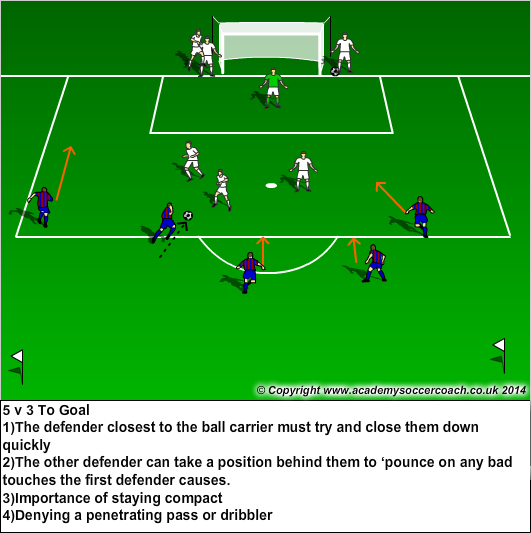 © Copyright www.academysoccercoach.co.uk 2014
5 v 3 To Goal
1)The defender closest to the ball carrier must try and close them down
quickly
2)The other defender can take a position behind them to ‘pounce on any bad
touches the first defender causes.
3)Importance of staying compact
4)Denying a penetrating pass or dribbler